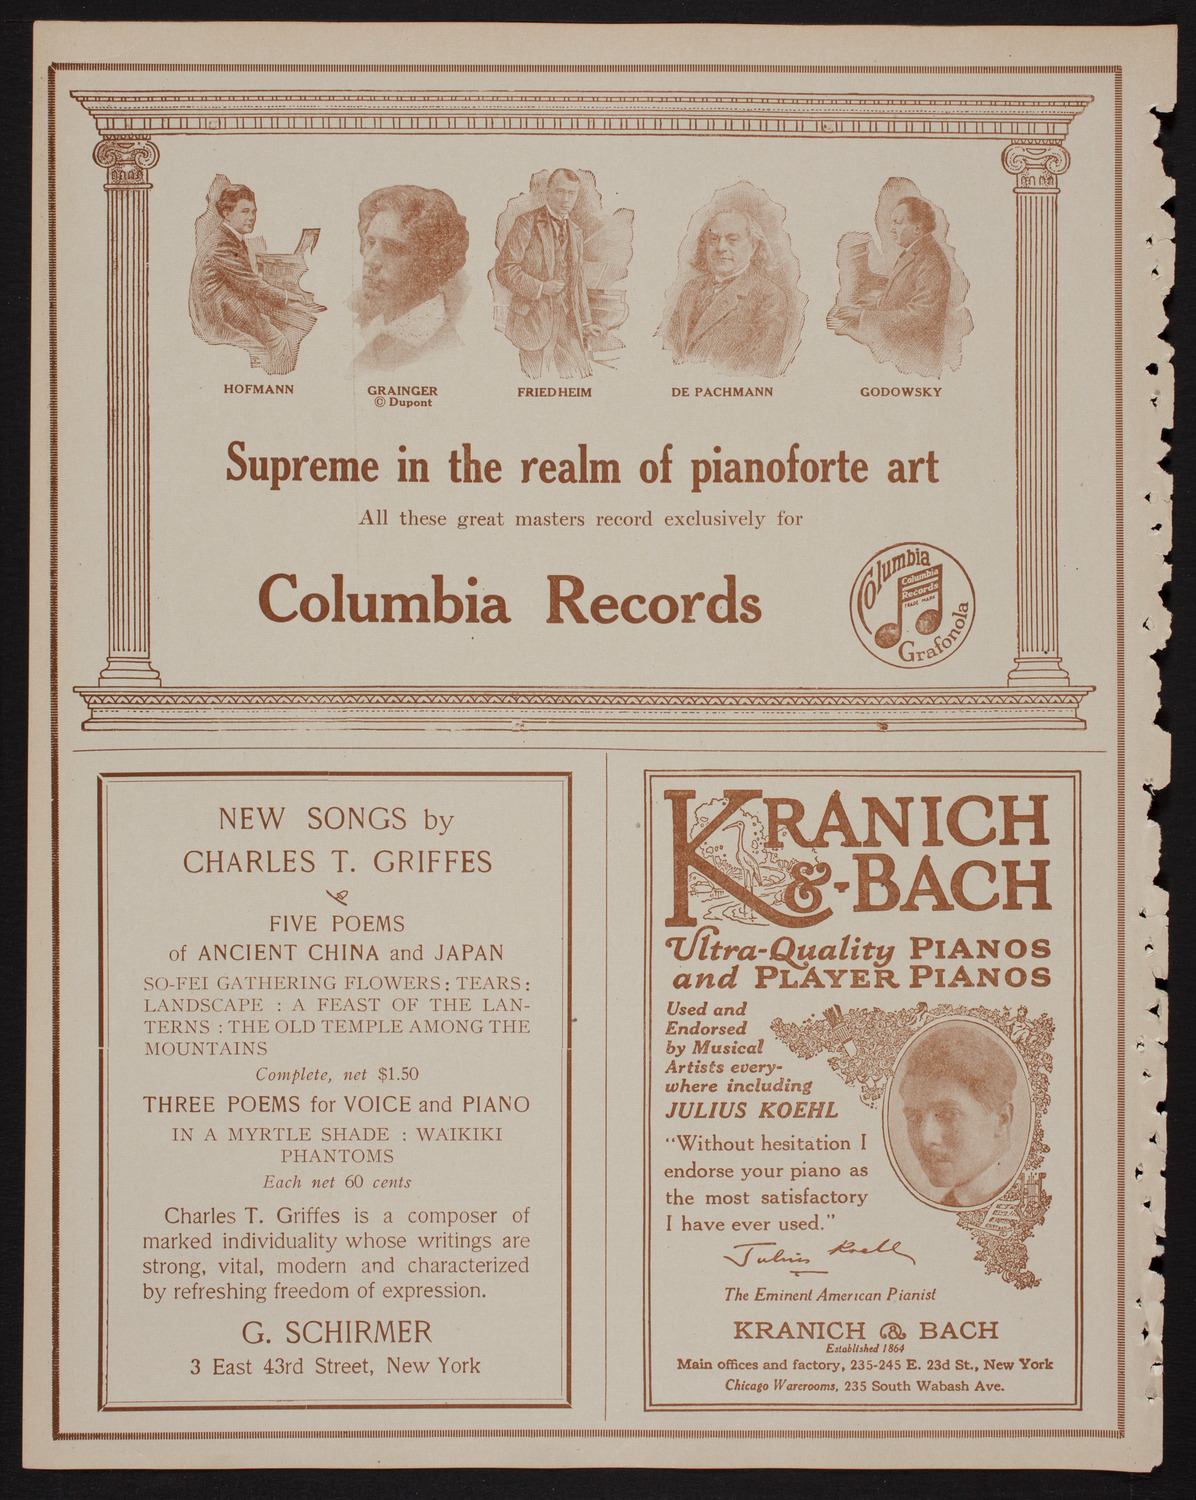 HOFMANN
GRAINGER
© Dupont
FRIEDHEIM
DE PACHMANN
GODOWSKY
Supreme in the realm of pianoforte art
All these great masters record exclusively for
Columbia Records
Columbia
Columbia
Records
TRADE MARK
Grafonola
NEW SONGS by
CHARLES T. GRIFFES
FIVE POEMS
of ANCIENT CHINA and JAPAN
SO-FEI GATHERING FLOWERS : TEARS :
LANDSCAPE : A FEAST OF THE LAN-
TERNS : THE OLD TEMPLE AMONG THE
MOUNTAINS
Complete, net $1.50
THREE POEMS for VOICE and PIANO
IN A MYRTLE SHADE : WAIKIKI
PHANTOMS
Each net 60 cents
Charles T. Griffes is a composer of
marked individuality whose writings are
strong, vital, modern and characterized
by refreshing freedom of expression.
G. SCHIRMER
3 East 43rd Street, New York
KRANICH
&-BACH
Ultra-Quality PIANOS
and PLAYER PIANOS
Used and
Endorsed
by Musical
Artists every-
where including
JULIUS KOEHL
"Without hesitation I
endorse your piano as
the most satisfactory
I have ever used."
Julius Koehl
The Eminent American Pianist
KRANICH & BACH
Established 1864
Main offices and factory, 235-245 E. 23d St., New York
Chicago Warerooms, 235 South Wabash Ave.